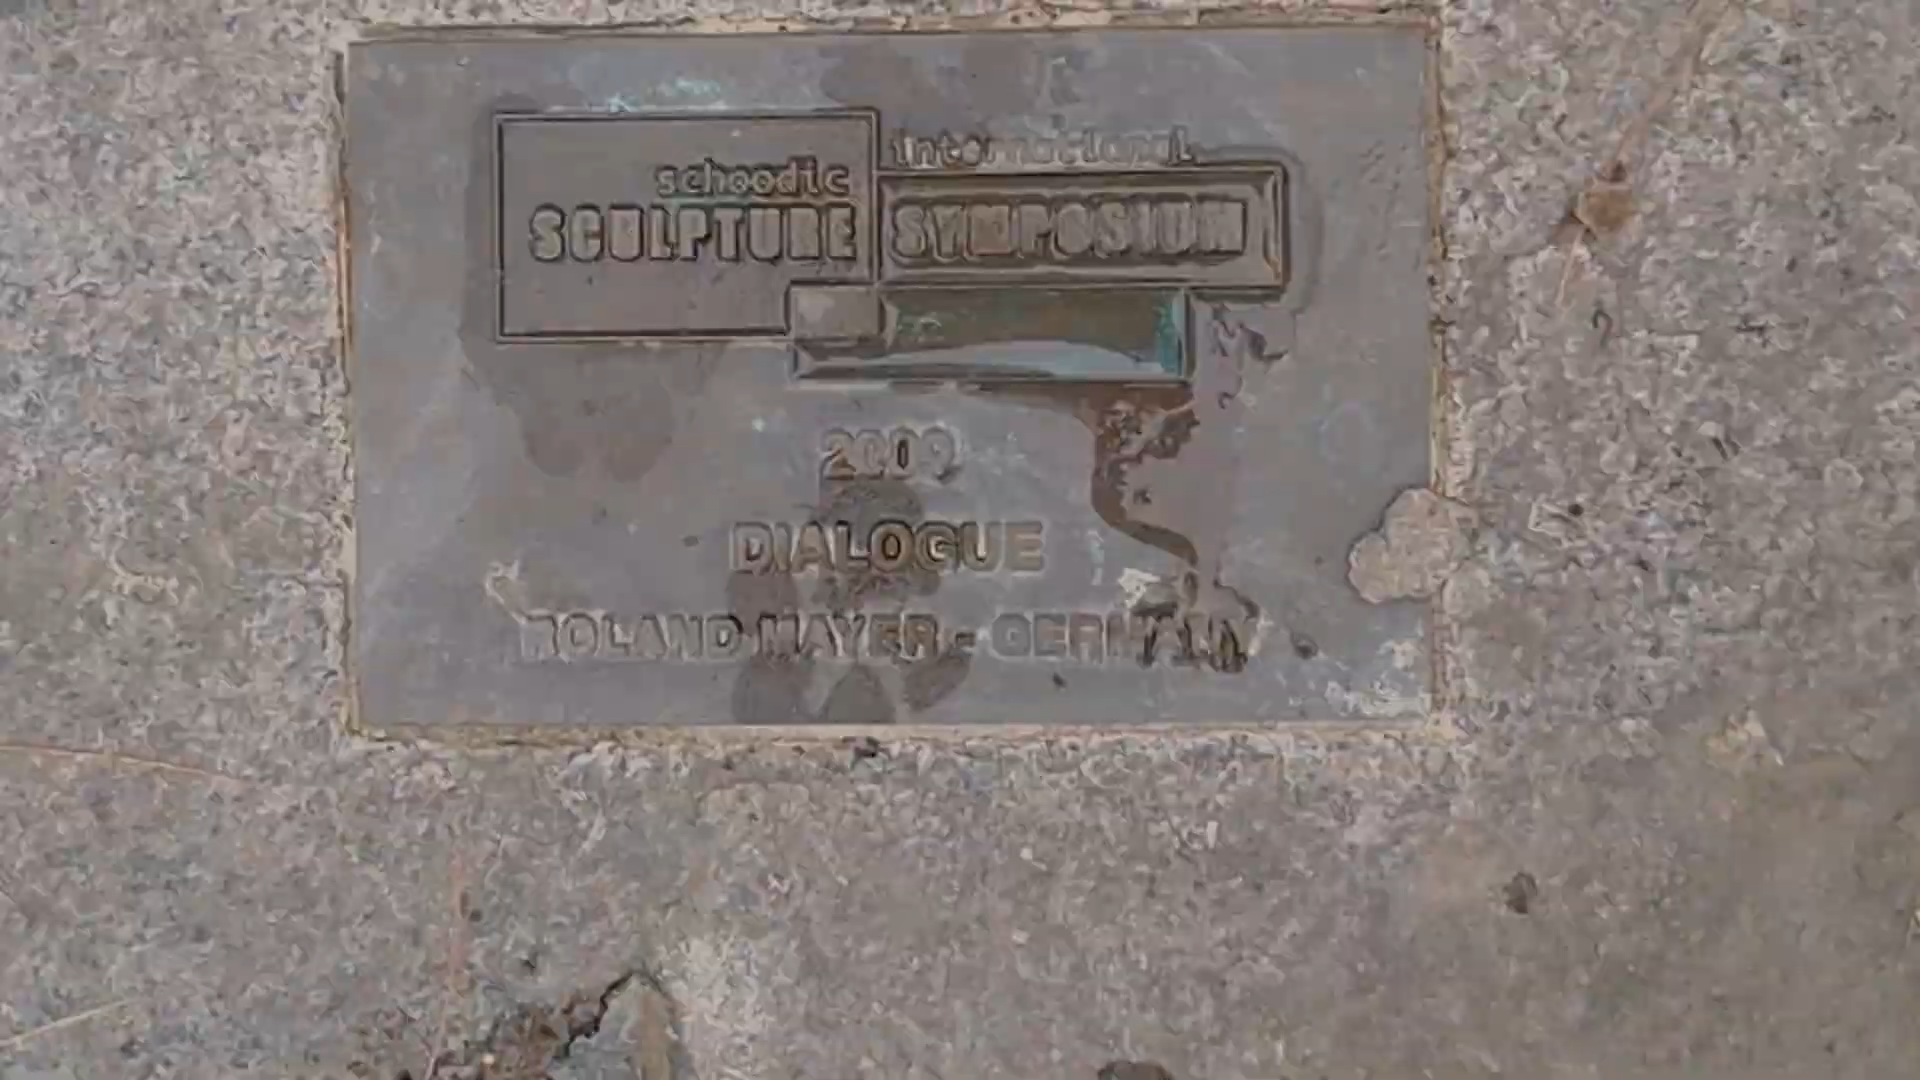 schoodic international
SCULPTURE SYMPOSIUM
2009
DIALOGUE
ROLAND MAYER - GERMANY